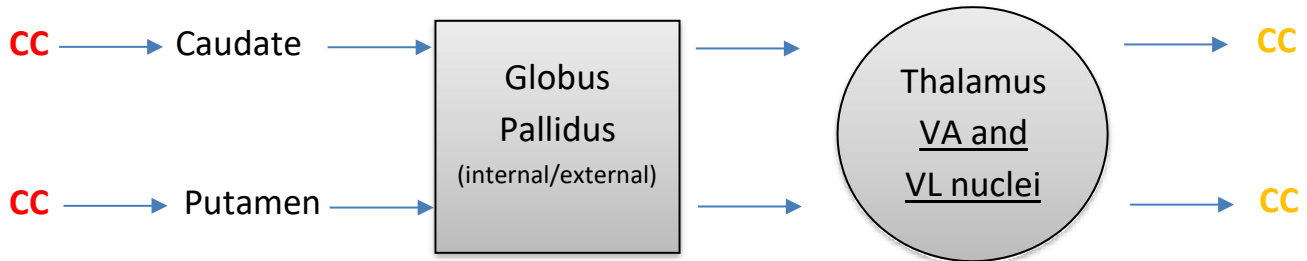 CC Caudate Globus Pallidus (internal/external) Thalamus VA and VL nuclei CC
CC Putamen CC